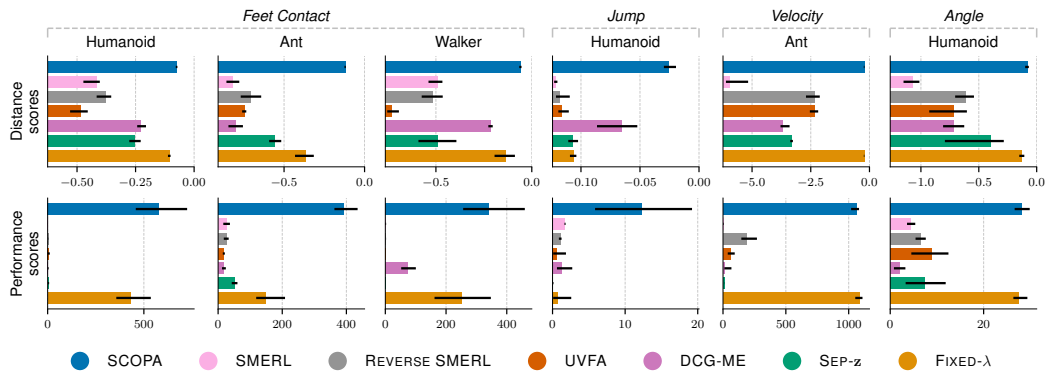 Feet Contact Jump Velocity Angle
Humanoid Ant Walker Humanoid Ant Humanoid
Distance
scores
−0.50 −0.25 0.00 −0.5 0.0 −0.5 0.0 −0.10 −0.05 0.00 −5.0 −2.5 0.0 −1.0 −0.5 0.0
Performance
scores
0 500 0 200 400 0 200 400 0 10 20 0 500 1000 0 20
SCOPA SMERL REVERSE SMERL UVFA DCG-ME SEP-z FIXED-λ